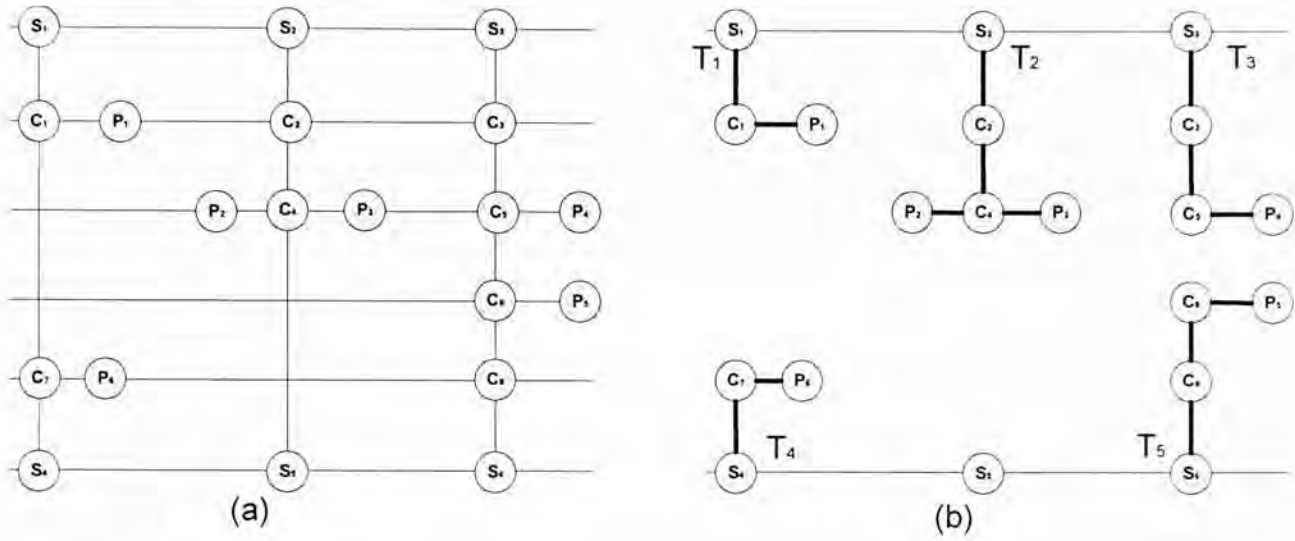 S₁ S₂ S₃
C₁ P₁ C₂ C₃
P₂ C₄ P₃ C₅ P₄
C₆ P₅
C₇ P₆ C₈
S₄ S₅ S₆
(a)
S₁ S₂ S₃
T₁ T₂ T₃
C₁ P₁ C₂ C₃
P₂ C₄ P₃ C₅ P₄
C₆ P₅
C₇ P₆ C₈
T₄ T₅
S₄ S₅ S₆
(b)